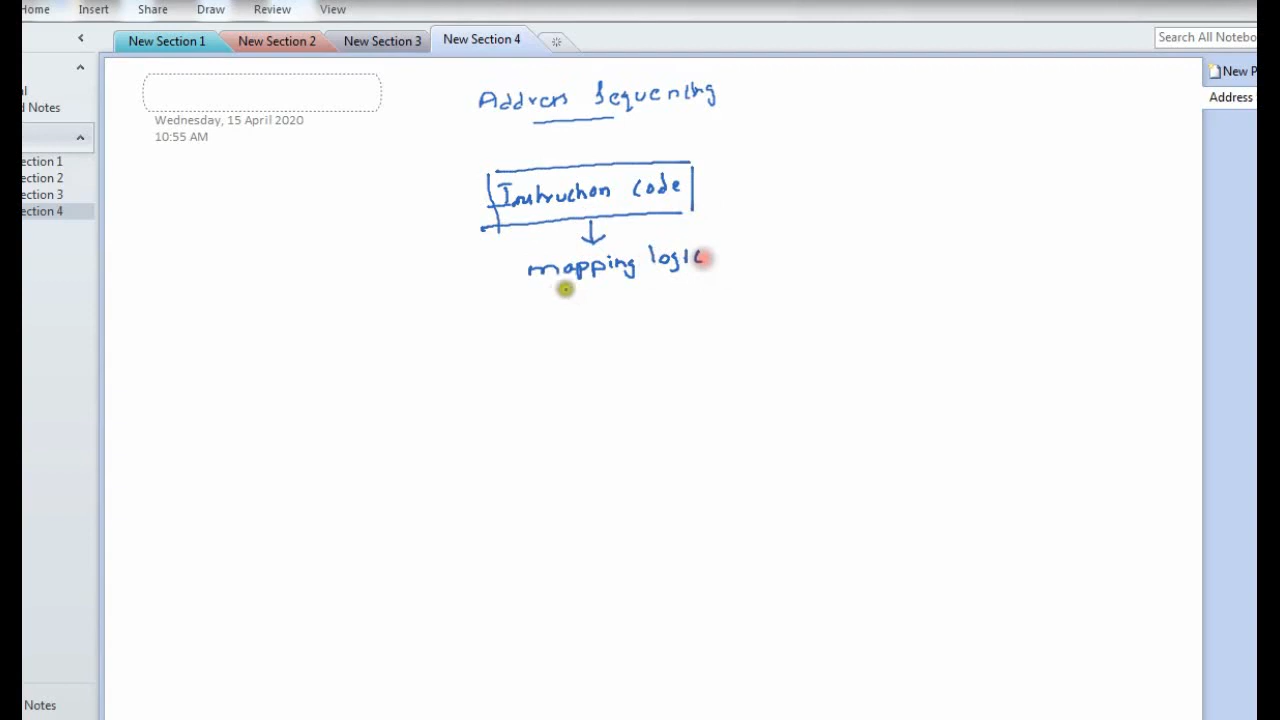 Home Insert Share Draw Review View
New Section 1 New Section 2 New Section 3 New Section 4
Search All Notebo
New P
Address
d Notes
Wednesday, 15 April 2020
10:55 AM
ection 1
ection 2
ection 3
ection 4
Address Sequencing
Instruction code
mapping logic
Notes